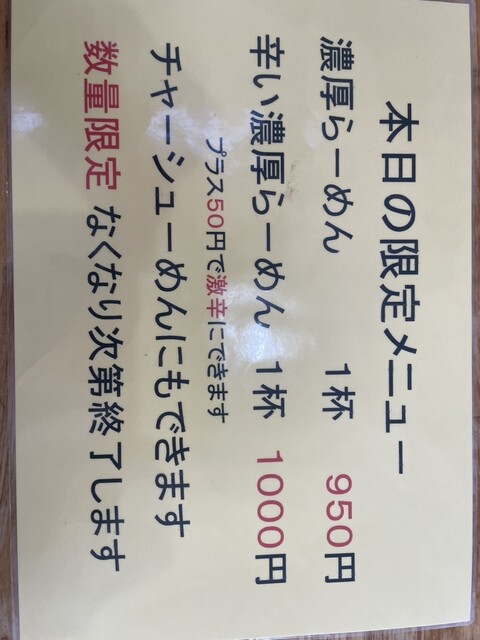 本日の限定メニュー
濃厚らーめん 1杯 950円
辛い濃厚らーめん 1杯 1000円
プラス50円で激辛にできます
チャーシューめんにもできます
数量限定 なくなり次第終了します